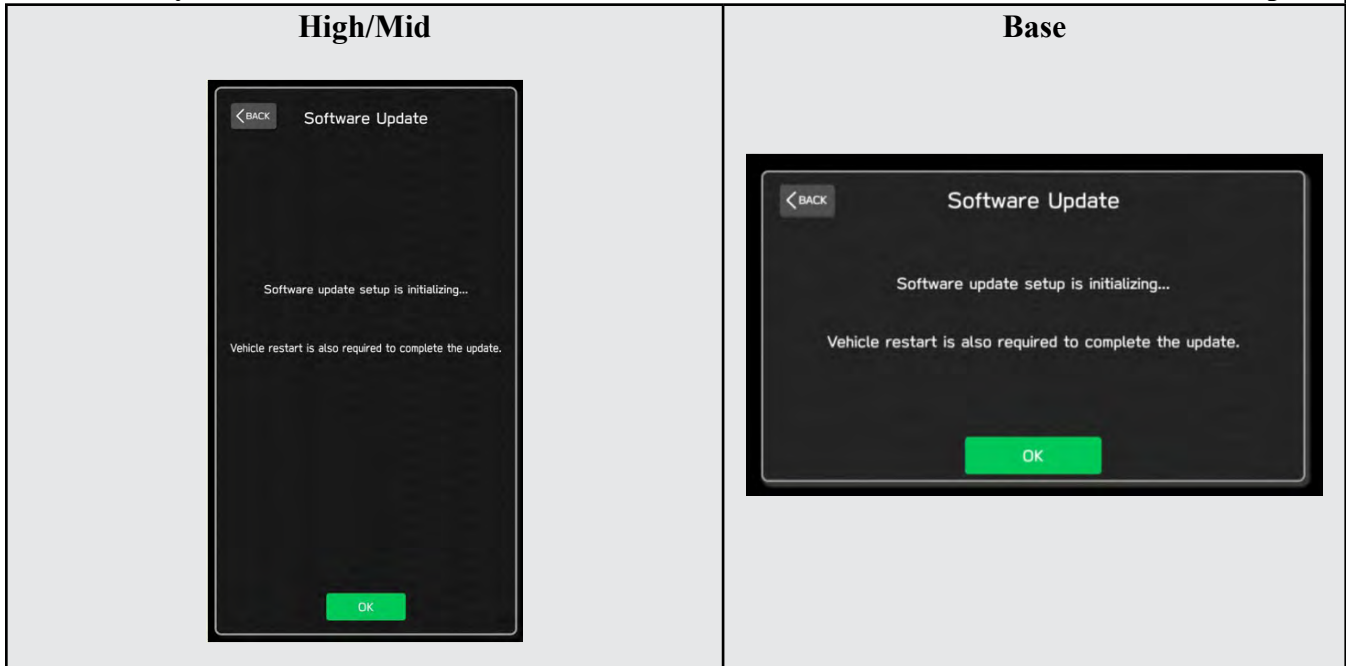 High/Mid
Base
BACK
Software Update
Software update setup is initializing...
Vehicle restart is also required to complete the update.
OK
BACK
Software Update
Software update setup is initializing...
Vehicle restart is also required to complete the update.
OK